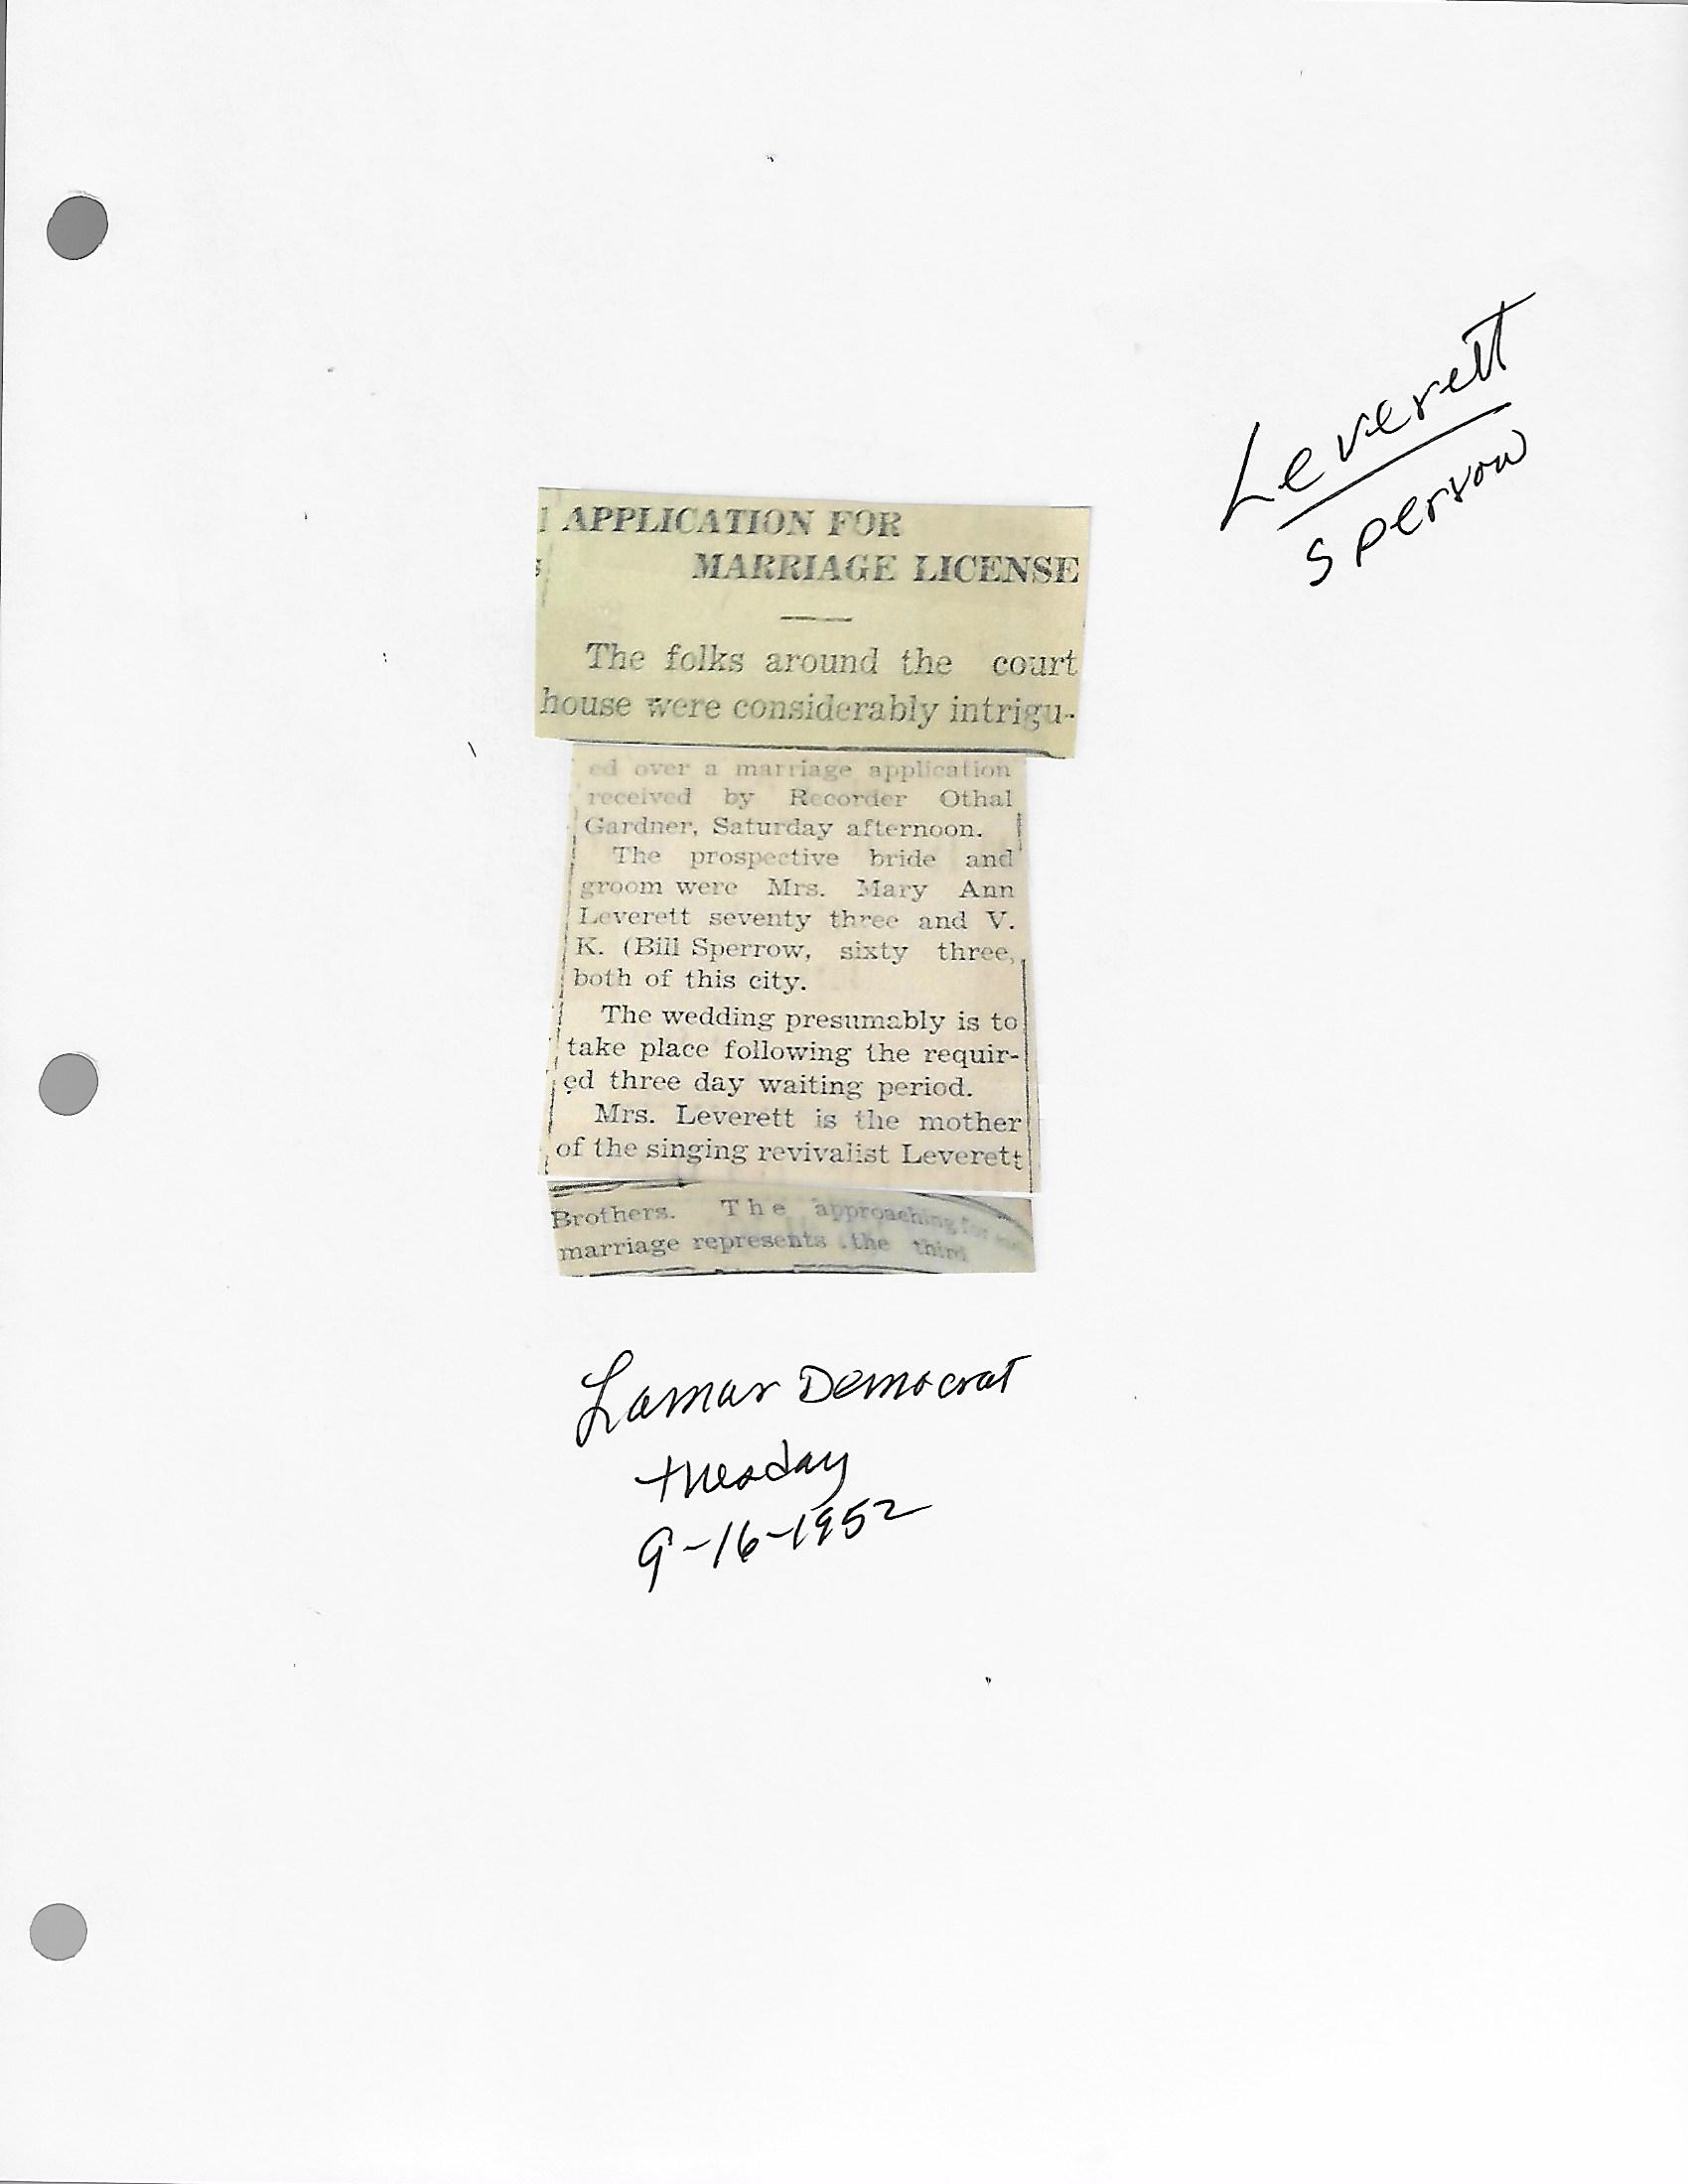 Leverett
Sperrow
APPLICATION FOR
MARRIAGE LICENSE
The folks around the court
house were considerably intrigu-
ed over a marriage application
received by Recorder Othal
Gardner, Saturday afternoon.
The prospective bride and
groom were Mrs. Mary Ann
Leverett seventy three and V.
K. (Bill Sperrow, sixty three,
both of this city.
The wedding presumably is to
take place following the requir-
ed three day waiting period.
Mrs. Leverett is the mother
of the singing revivalist Leverett
Brothers. The approaching
marriage represents the third
Lamar Democrat
tuesday
9-16-1952